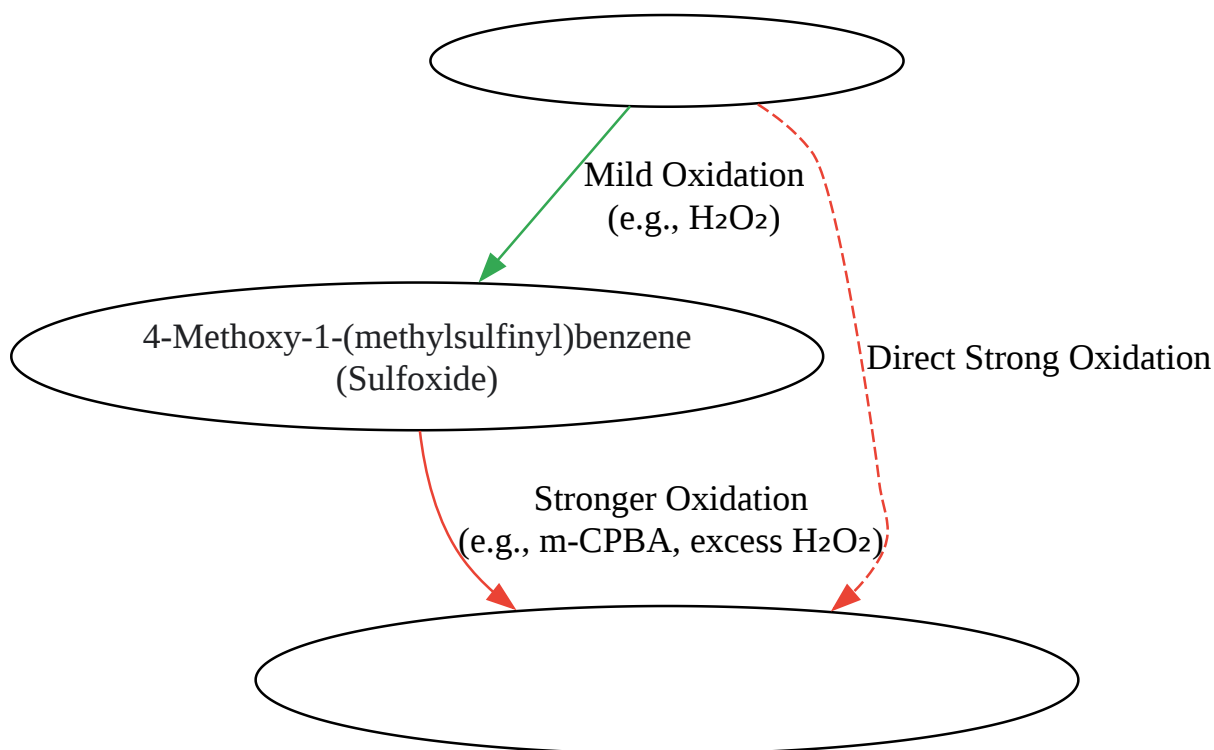 Mild Oxidation
(e.g., H₂O₂)
4-Methoxy-1-(methylsulfinyl)benzene
(Sulfoxide)
Direct Strong Oxidation
Stronger Oxidation
(e.g., m-CPBA, excess H₂O₂)